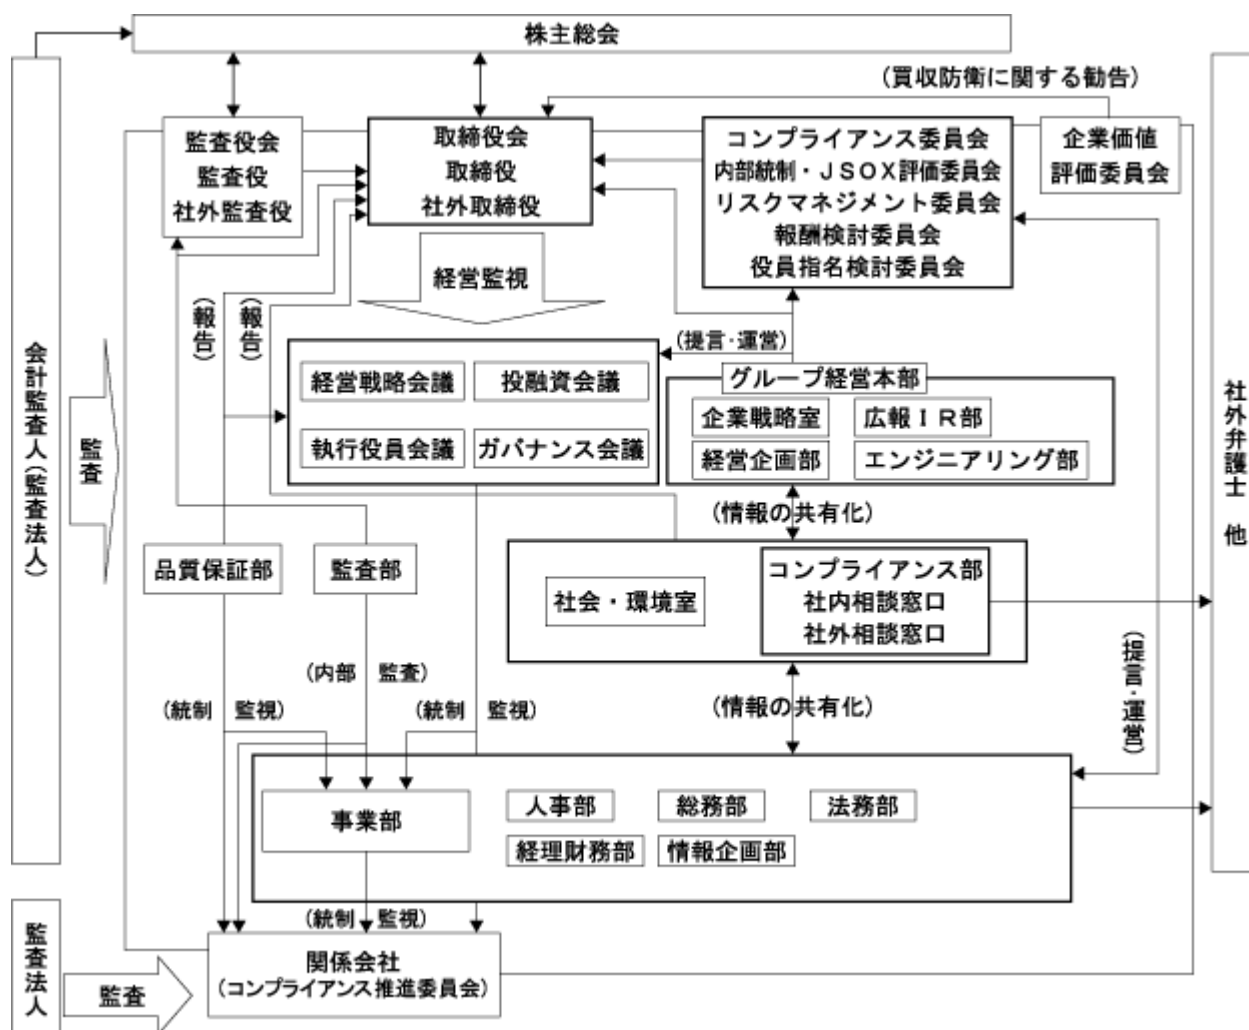 株主総会
(買収防衛に関する勧告)
監査役会
監査役
社外監査役
取締役会
取締役
社外取締役
コンプライアンス委員会
内部統制・JSOX評価委員会
リスクマネジメント委員会
報酬検討委員会
役員指名検討委員会
企業価値
評価委員会
経営監視
(報告)
(報告)
(提言・運営)
会計監査人(監査法人)
監査
経営戦略会議
投融資会議
執行役員会議
ガバナンス会議
グループ経営本部
企業戦略室
広報IR部
経営企画部
エンジニアリング部
社外弁護士 他
(情報の共有化)
品質保証部
監査部
社会・環境室
コンプライアンス部
社内相談窓口
社外相談窓口
(内部 監査)
(統制 監視)
(統制 監視)
(情報の共有化)
(提言・運営)
事業部
人事部
総務部
法務部
経理財務部
情報企画部
(統制 監視)
関係会社
(コンプライアンス推進委員会)
監査法人
監査